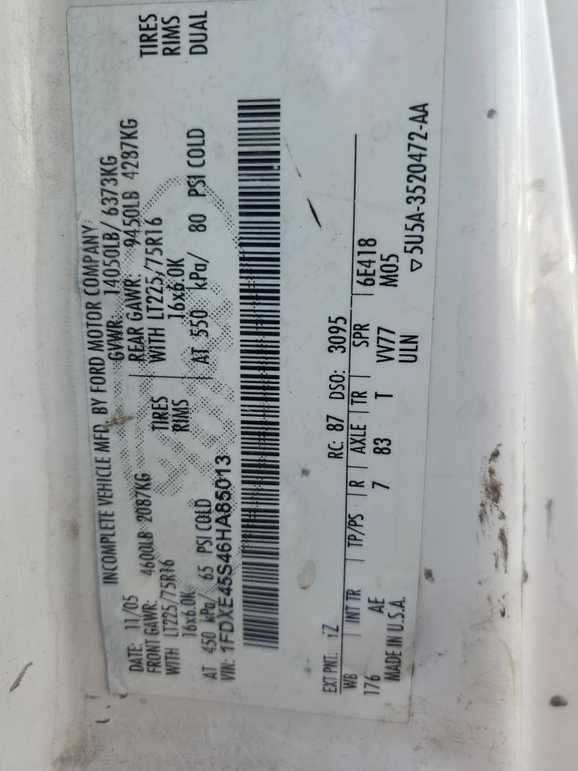 INCOMPLETE VEHICLE MFD. BY FORD MOTOR COMPANY
DATE: 11/05 GVWR: 14050LB/ 6373KG
FRONT GAWR: 4600LB 2087KG REAR GAWR: 9450LB 4287KG
WITH LT225/75R16 TIRES WITH LT225/75R16 TIRES
16x6.0K RIMS 16x6.0K RIMS
AT 450 kPa/ 65 PSI COLD AT 550 kPa/ 80 PSI COLD DUAL
VIN: 1FDXE45S46HA85013
EXT PNT: RC: 87 DSO: 3095
WB INT TR TP/PS R AXLE TR SPR 6E418
176 AE 7 83 T VV77 M05
MADE IN U.S.A. ULN
▽5U5A-3520472-AA